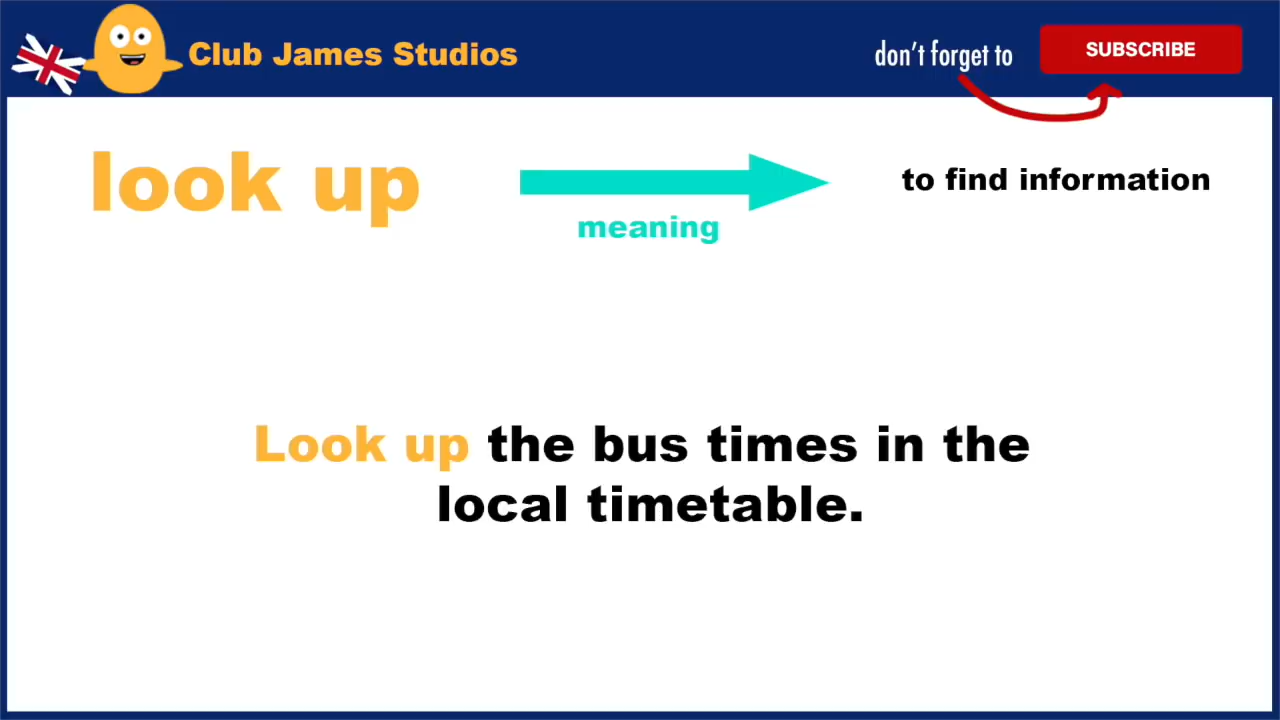 Club James Studios
don't forget to
SUBSCRIBE
look up
meaning
to find information
Look up the bus times in the
local timetable.